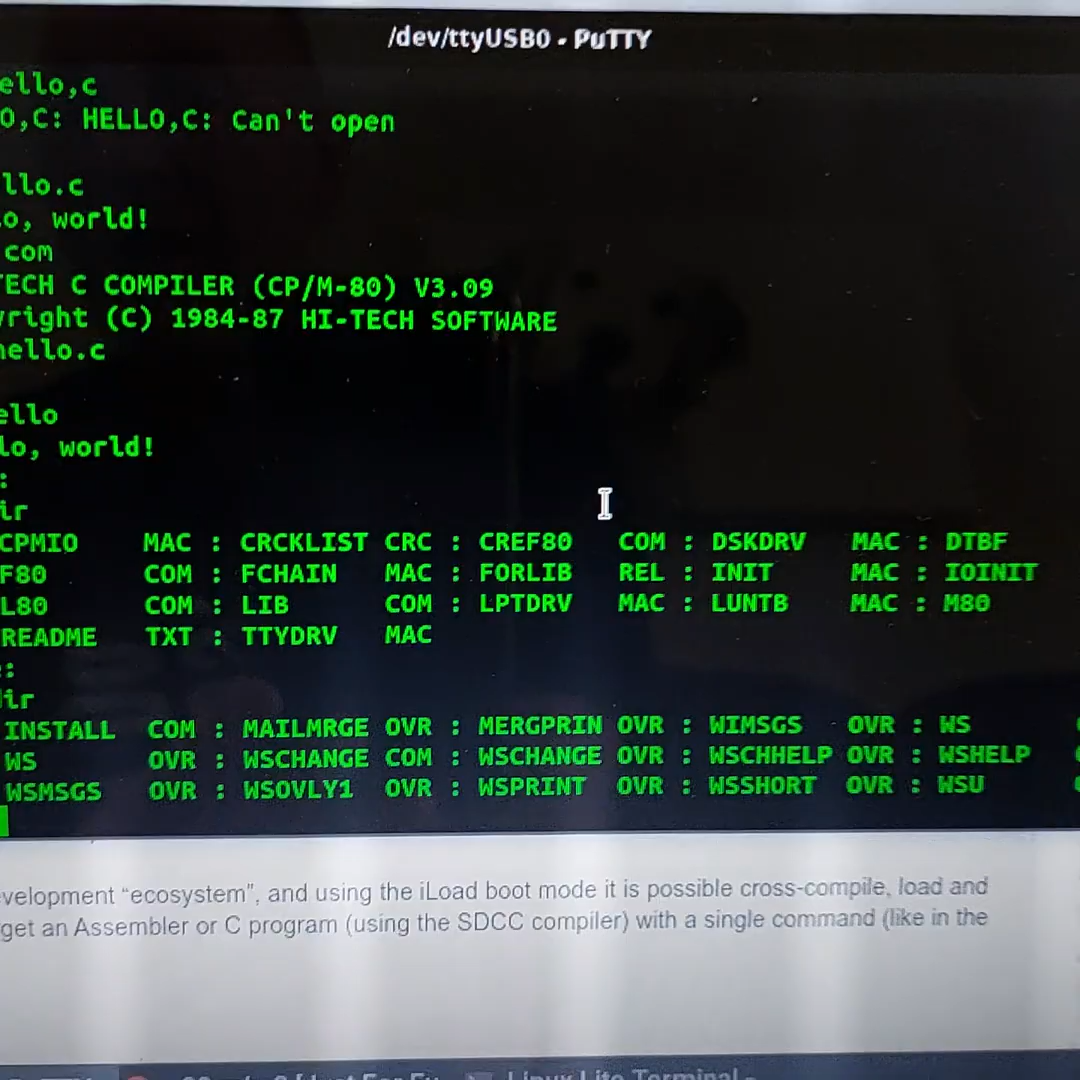 /dev/ttyUSB0 - PuTTY
ello,c
O,C: HELLO,C: Can't open
llo.c
lo, world!
com
TECH C COMPILER (CP/M-80) V3.09
yright (C) 1984-87 HI-TECH SOFTWARE
hello.c
ello
lo, world!
:
ir
CPMIO MAC : CRCKLIST CRC : CREF80 COM : DSKDRV MAC : DTBF
F80 COM : FCHAIN MAC : FORLIB REL : INIT MAC : IOINIT
L80 COM : LIB COM : LPTDRV MAC : LUNTB MAC : M80
README TXT : TTYDRV MAC
:
dir
INSTALL COM : MAILMRGE OVR : MERGPRIN OVR : WIMSGS OVR : WS
WS OVR : WSCHANGE COM : WSCHANGE OVR : WSCHHELP OVR : WSHELP
WSMSGS OVR : WSOVLY1 OVR : WSPRINT OVR : WSSHORT OVR : WSU
velopment “ecosystem”, and using the iLoad boot mode it is possible cross-compile, load and
get an Assembler or C program (using the SDCC compiler) with a single command (like in the
Linux Lite Terminal -